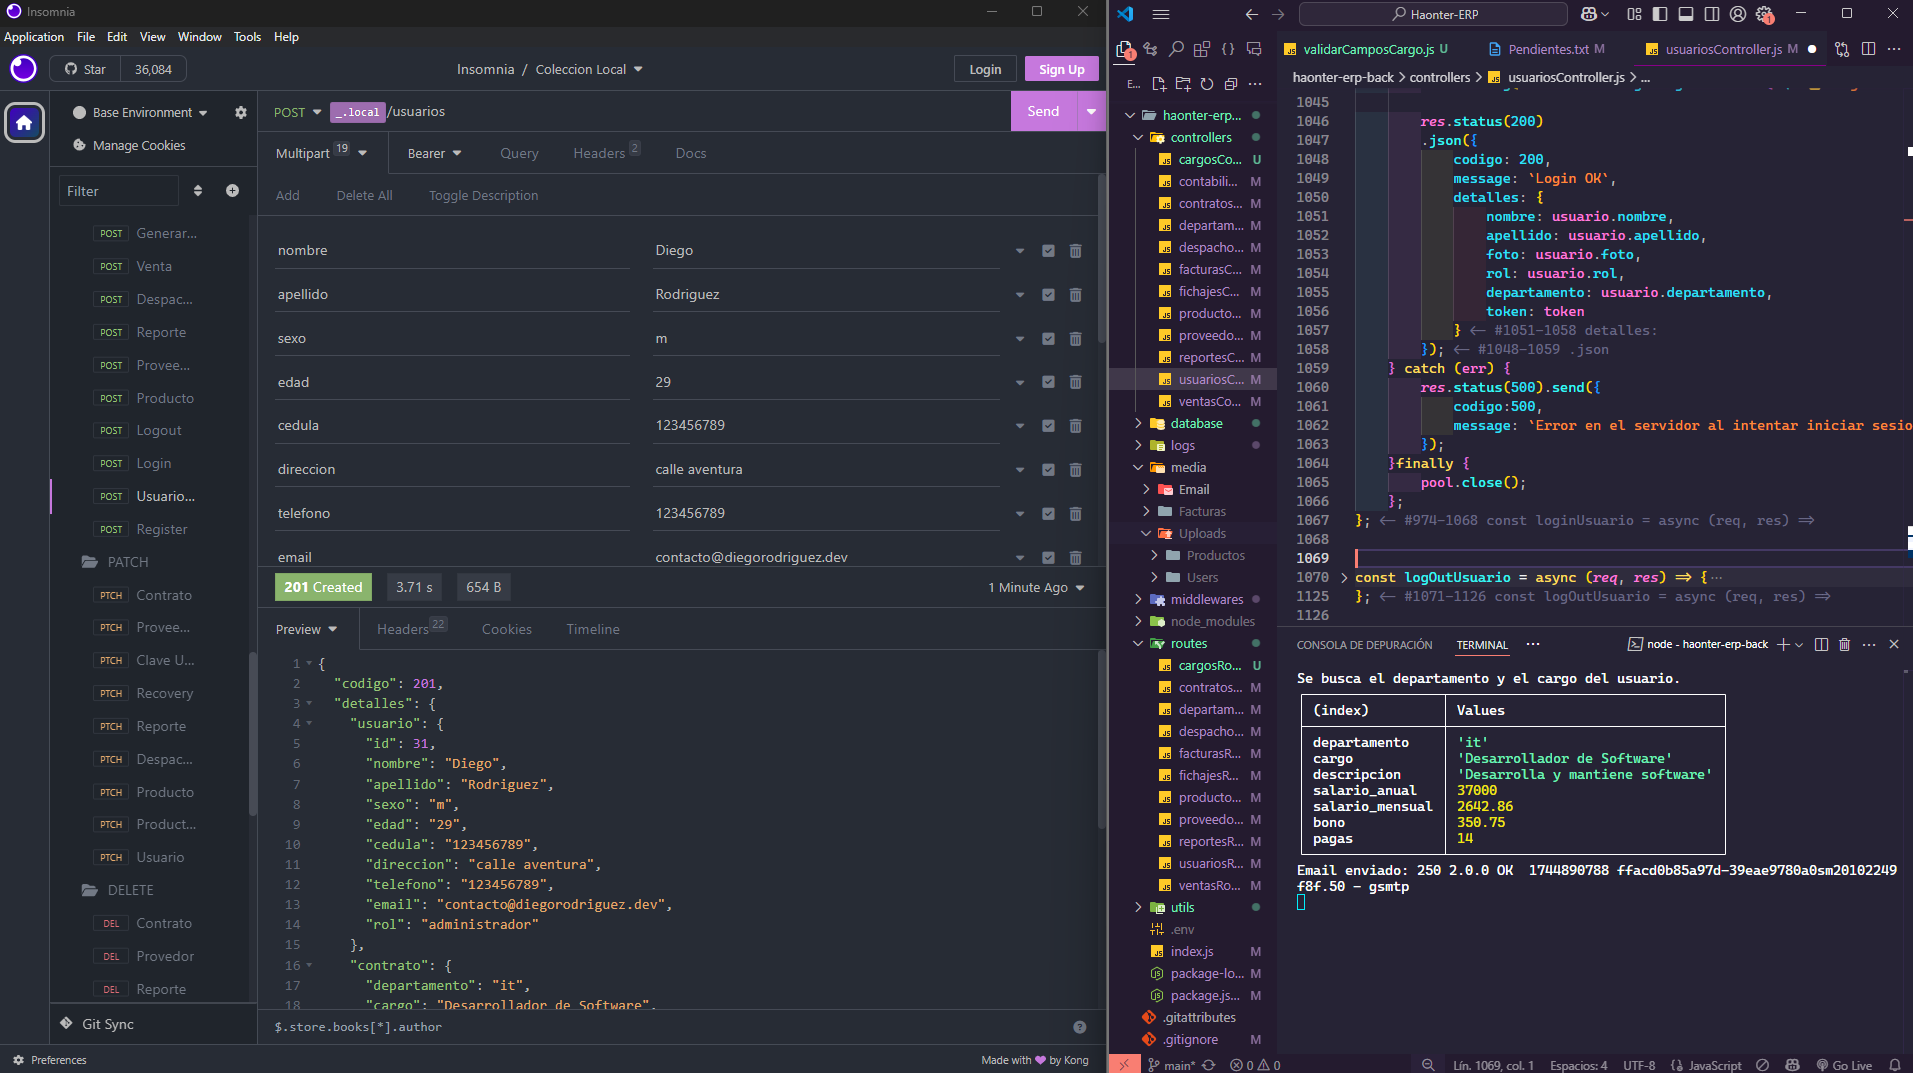 Insomnia
Application File Edit View Window Tools Help
Star 36,084
Insomnia / Coleccion Local
Login Sign Up
Base Environment
Manage Cookies
Filter
POST Generar...
POST Venta
POST Despac...
POST Reporte
POST Provee...
POST Producto
POST Logout
POST Login
POST Usuario...
POST Register
PATCH
PTCH Contrato
PTCH Provee...
PTCH Clave U...
PTCH Recovery
PTCH Reporte
PTCH Despac...
PTCH Producto
PTCH Product...
PTCH Usuario
DELETE
DEL Contrato
DEL Provedor
DEL Reporte
Git Sync
Preferences
POST _.local /usuarios
Send
Multipart 19 Bearer Query Headers 2 Docs
Add Delete All Toggle Description
nombre Diego
apellido Rodriguez
sexo m
edad 29
cedula 123456789
direccion calle aventura
telefono 123456789
email contacto@diegorodriguez.dev
201 Created 3.71 s 654 B 1 Minute Ago
Preview Headers 22 Cookies Timeline
1 {
2 "codigo": 201,
3 "detalles": {
4 "usuario": {
5 "id": 31,
6 "nombre": "Diego",
7 "apellido": "Rodriguez",
8 "sexo": "m",
9 "edad": "29",
10 "cedula": "123456789",
11 "direccion": "calle aventura",
12 "telefono": "123456789",
13 "email": "contacto@diegorodriguez.dev",
14 "rol": "administrador"
15 },
16 "contrato": {
17 "departamento": "it",
18 "cargo": "Desarrollador de Software",
$.store.books[*].author
Made with by Kong
Haonter-ERP
1
1
E...
haonter-erp...
controllers
cargosCo... U
contabili... M
contratos... M
departam... M
despacho... M
facturasC... M
fichajesC... M
producto... M
proveedo... M
reportesC... M
usuariosC... M
ventasCo... M
database
logs
media
Email
Facturas
Uploads
Productos
Users
middlewares
node_modules
routes
cargosRo... U
contratos... M
departam... M
despacho... M
facturasR... M
fichajesR... M
producto... M
proveedo... M
reportesR... M
usuariosR... M
ventasRo... M
utils
.env
index.js M
package-lo... M
package.js... M
.gitattributes
.gitignore M
validarCamposCargo.js U Pendientes.txt M usuariosController.js M
haonter-erp-back > controllers > usuariosController.js > ...
1045
1046 res.status(200)
1047 .json({
1048 codigo: 200,
1049 message: `Login OK`,
1050 detalles: {
1051 nombre: usuario.nombre,
1052 apellido: usuario.apellido,
1053 foto: usuario.foto,
1054 rol: usuario.rol,
1055 departamento: usuario.departamento,
1056 token: token
1057 } <- #1051-1058 detalles:
1058 }); <- #1048-1059 .json
1059 } catch (err) {
1060 res.status(500).send({
1061 codigo:500,
1062 message: `Error en el servidor al intentar iniciar sesio
1063 });
1064 }finally {
1065 pool.close();
1066 };
1067 }; <- #974-1068 const loginUsuario = async (req, res) =>
1068
1069
1070 const logOutUsuario = async (req, res) => { ...
1125 }; <- #1071-1126 const logOutUsuario = async (req, res) =>
1126
CONSOLA DE DEPURACIÓN TERMINAL ... node - haonter-erp-back
Se busca el departamento y el cargo del usuario.
(index) Values
departamento 'it'
cargo 'Desarrollador de Software'
descripcion 'Desarrolla y mantiene software'
salario_anual 37000
salario_mensual 2642.86
bono 350.75
pagas 14
Email enviado: 250 2.0.0 OK 1744890788 ffacd0b85a97d-39eae9780a0sm20102249
f8f.50 - gsmtp
main* 0 0 Lín. 1069, col. 1 Espacios: 4 UTF-8 {} JavaScript Go Live